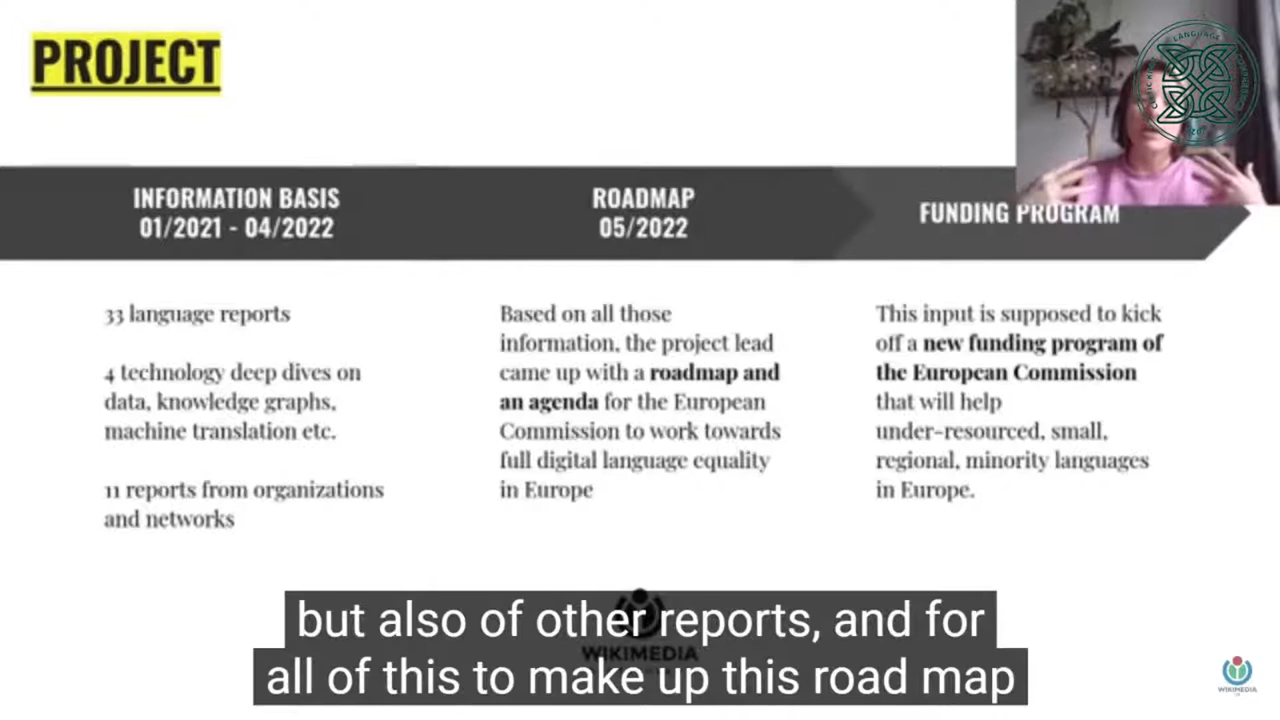 PROJECT
INFORMATION BASIS
01/2021 - 04/2022
33 language reports
4 technology deep dives on
data, knowledge graphs,
machine translation etc.
11 reports from organizations
and networks
ROADMAP
05/2022
Based on all those
information, the project lead
came up with a roadmap and
an agenda for the European
Commission to work towards
full digital language equality
in Europe
FUNDING PROGRAM
This input is supposed to kick
off a new funding program of
the European Commission
that will help
under-resourced, small,
regional, minority languages
in Europe.
LANGUAGE
but also of other reports, and for
all of this to make up this road map
WIKIMEDIA
WIKIMEDIA